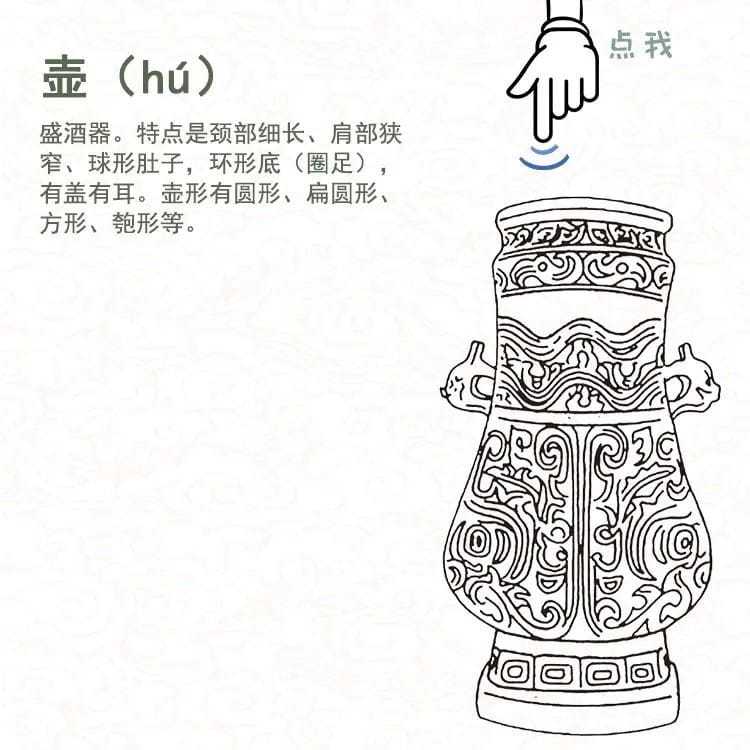 点我
壶（hú）
盛酒器。特点是颈部细长、肩部狭
窄、球形肚子，环形底（圈足），
有盖有耳。壶形有圆形、扁圆形、
方形、匏形等。